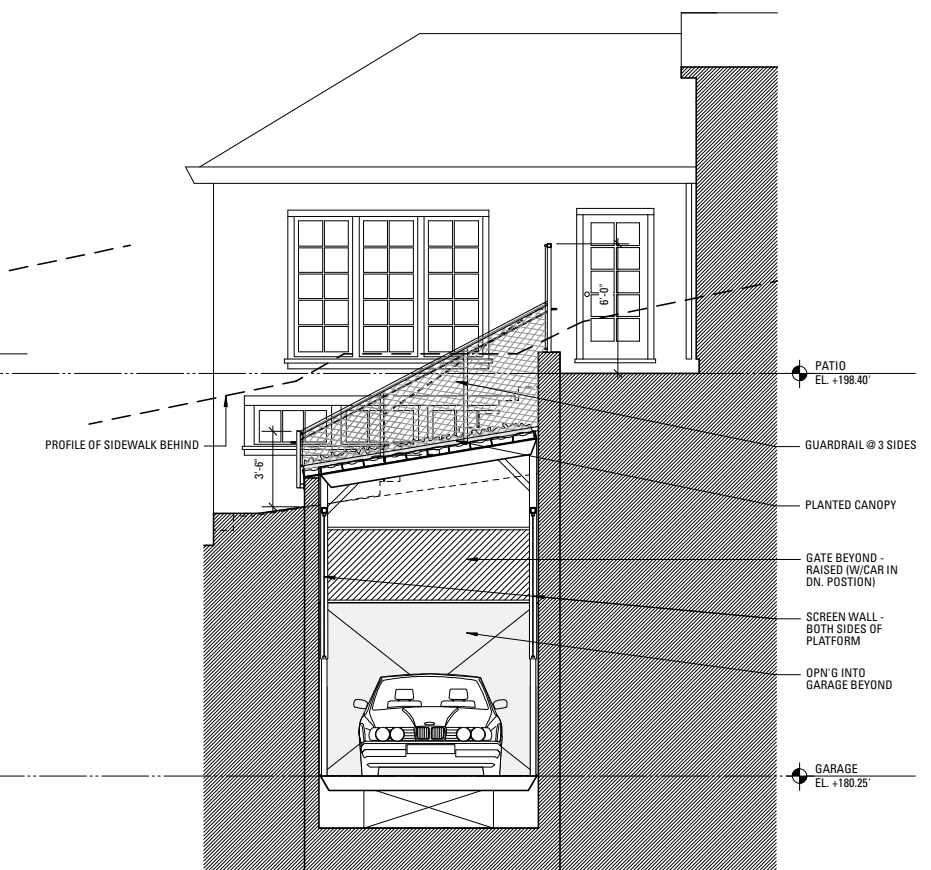 6'-0"
PATIO
EL. +198.40'
PROFILE OF SIDEWALK BEHIND
GUARDRAIL @ 3 SIDES
3'-6"
PLANTED CANOPY
GATE BEYOND -
RAISED (W/CAR IN
DN. POSTION)
SCREEN WALL -
BOTH SIDES OF
PLATFORM
OPN'G INTO
GARAGE BEYOND
GARAGE
EL. +180.25'